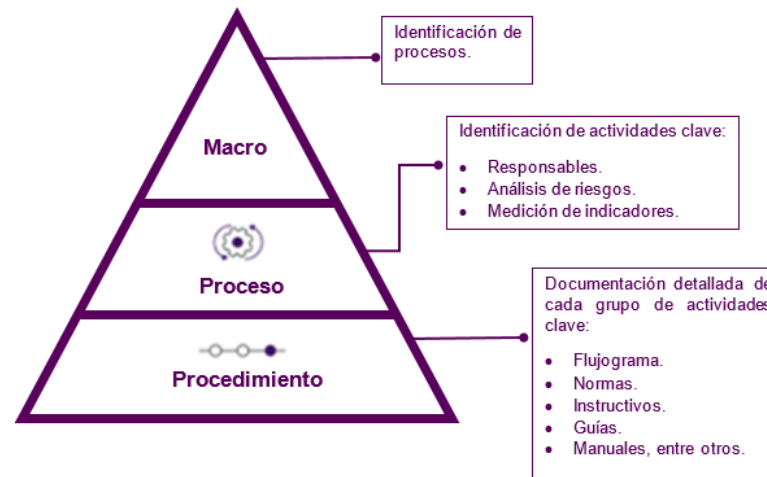 Identificación de
procesos.
Macro
Identificación de actividades clave:
• Responsables.
• Análisis de riesgos.
• Medición de indicadores.
Proceso
Documentación detallada de
cada grupo de actividades
clave:
• Flujograma.
• Normas.
• Instructivos.
• Guías.
• Manuales, entre otros.
Procedimiento